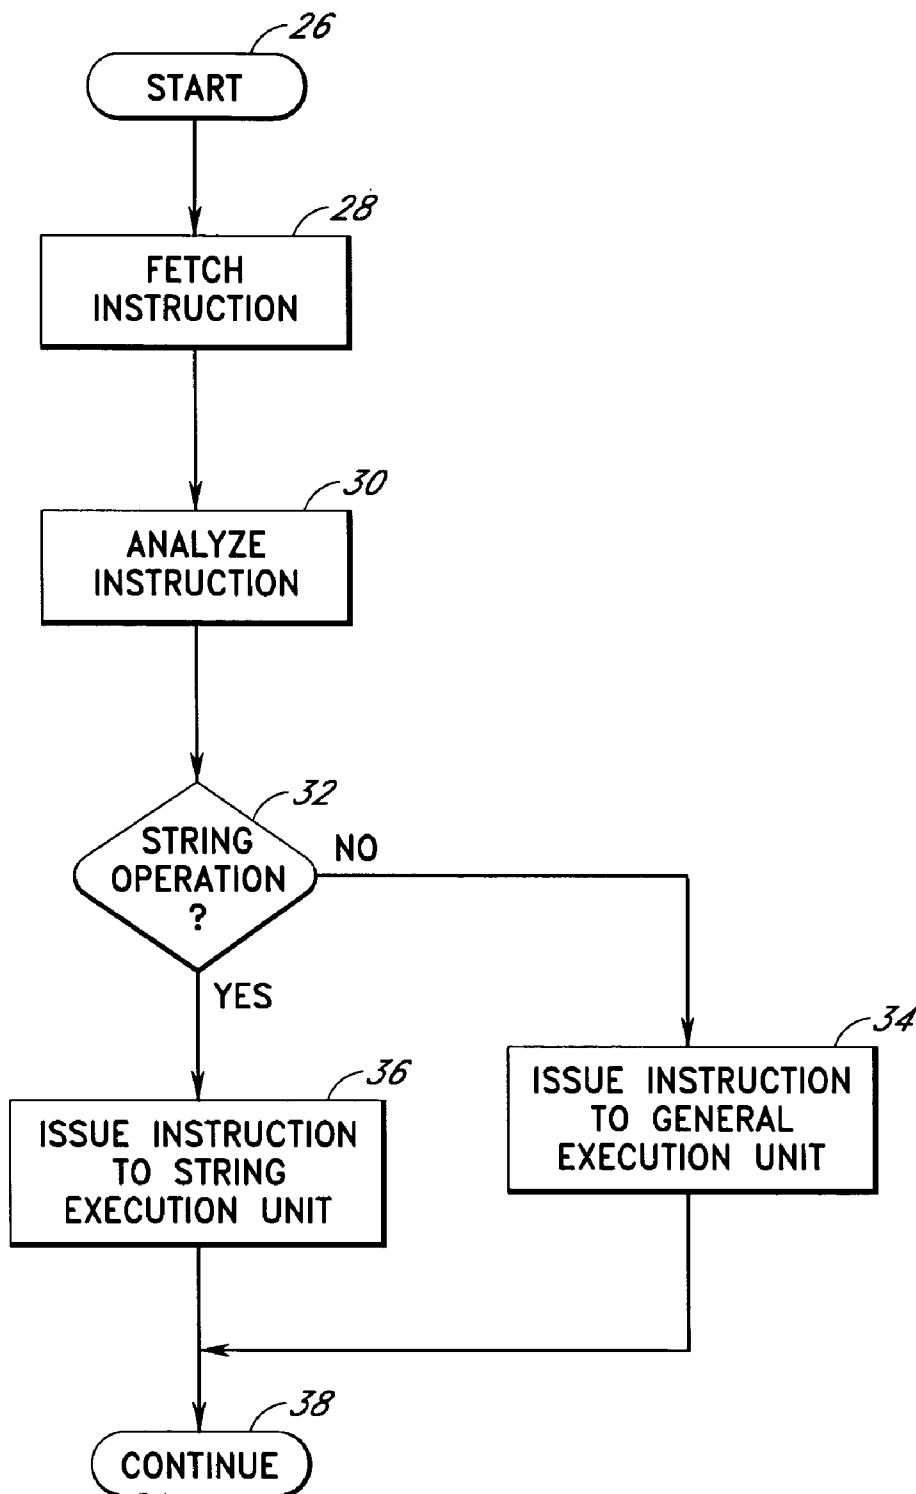 26
START
28
FETCH
INSTRUCTION
30
ANALYZE
INSTRUCTION
32
STRING
OPERATION
?
NO
YES
34
ISSUE INSTRUCTION
TO GENERAL
EXECUTION UNIT
36
ISSUE INSTRUCTION
TO STRING
EXECUTION UNIT
38
CONTINUE